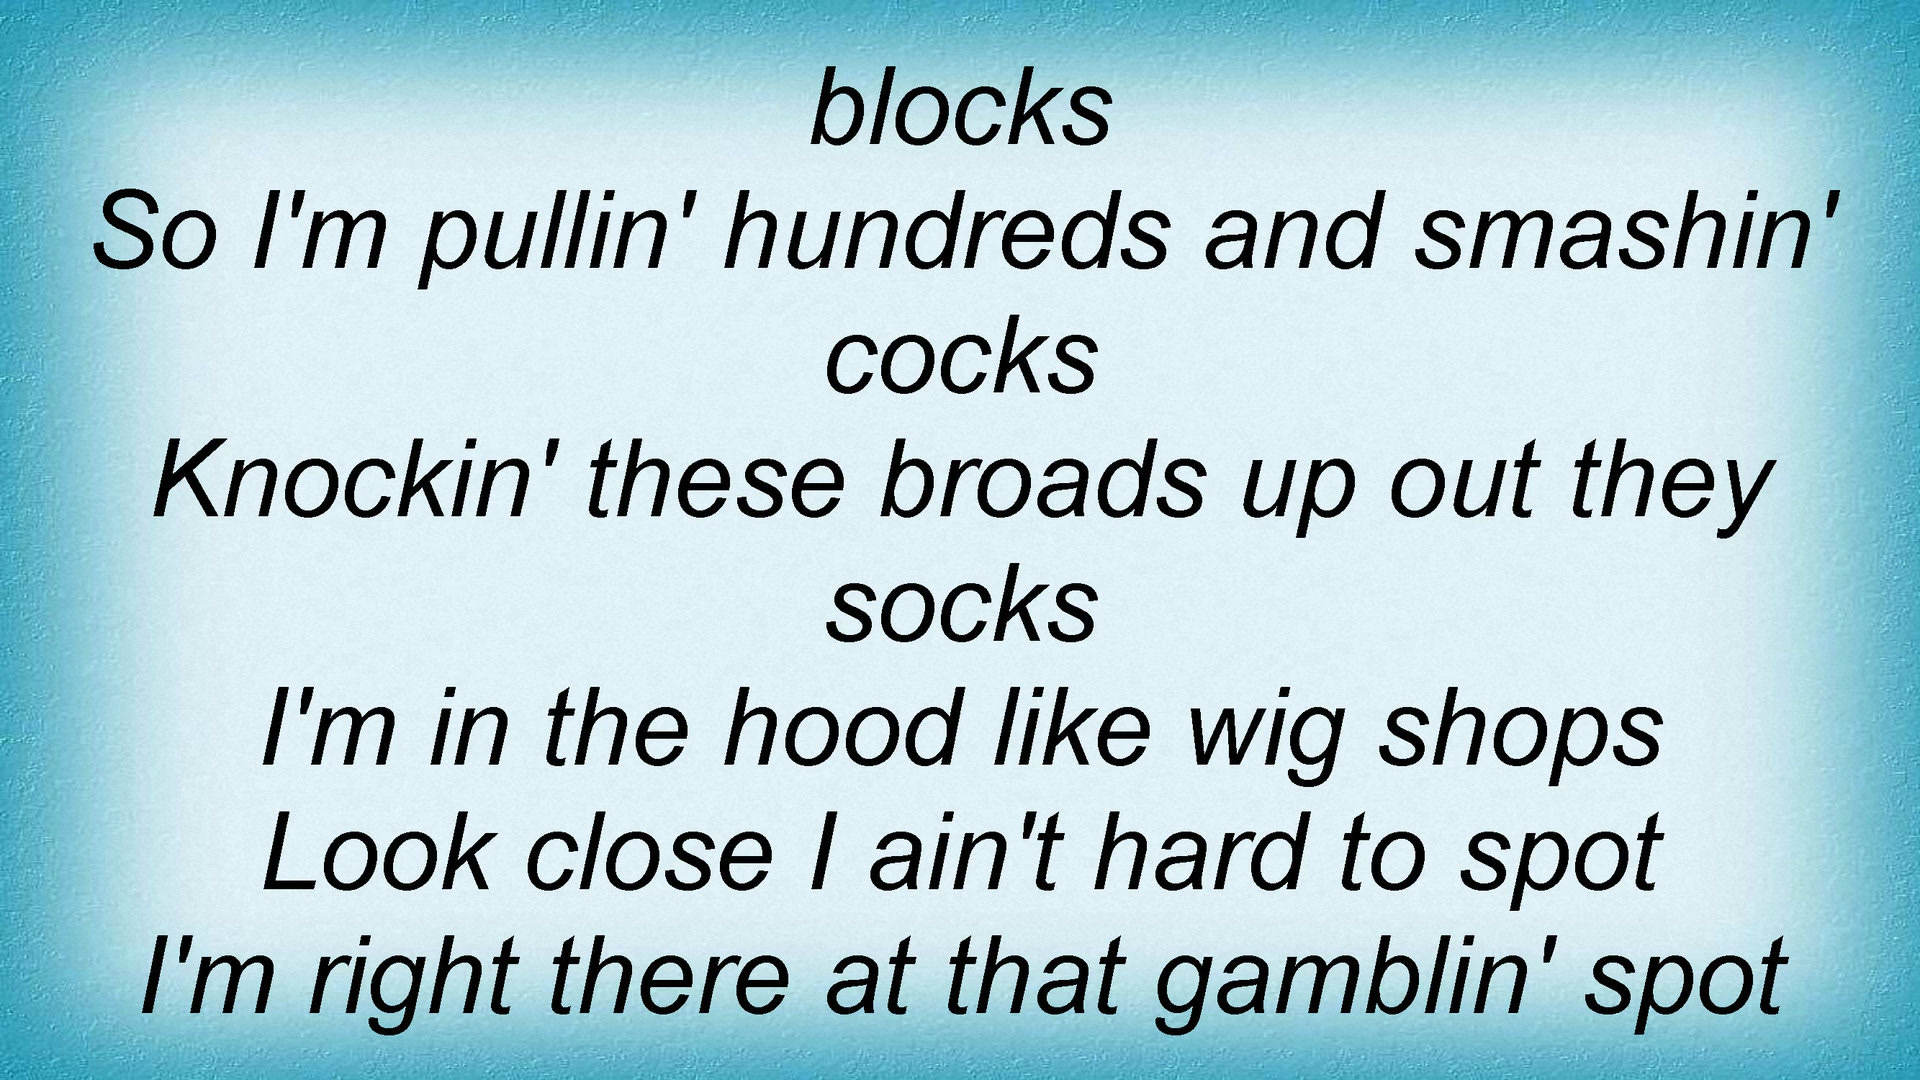 blocks
So I'm pullin' hundreds and smashin'
cocks
Knockin' these broads up out they
socks
I'm in the hood like wig shops
Look close I ain't hard to spot
I'm right there at that gamblin' spot